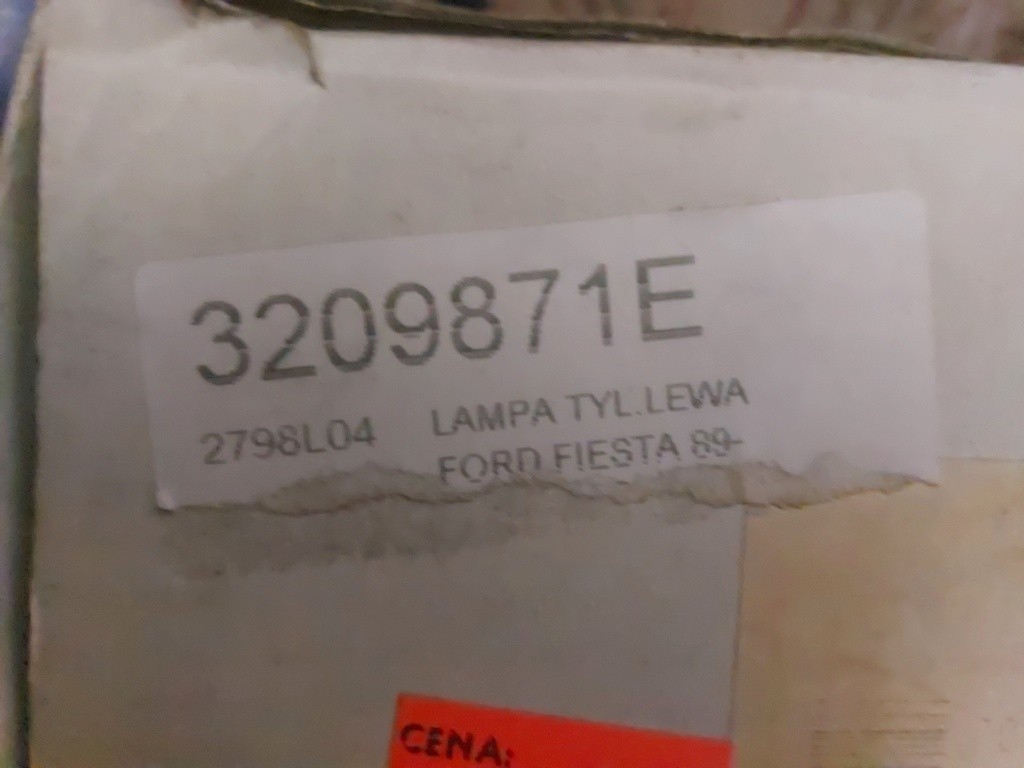 3209871E
2798L04 LAMPA TYL.LEWA
FORD FIESTA 89-
CENA: